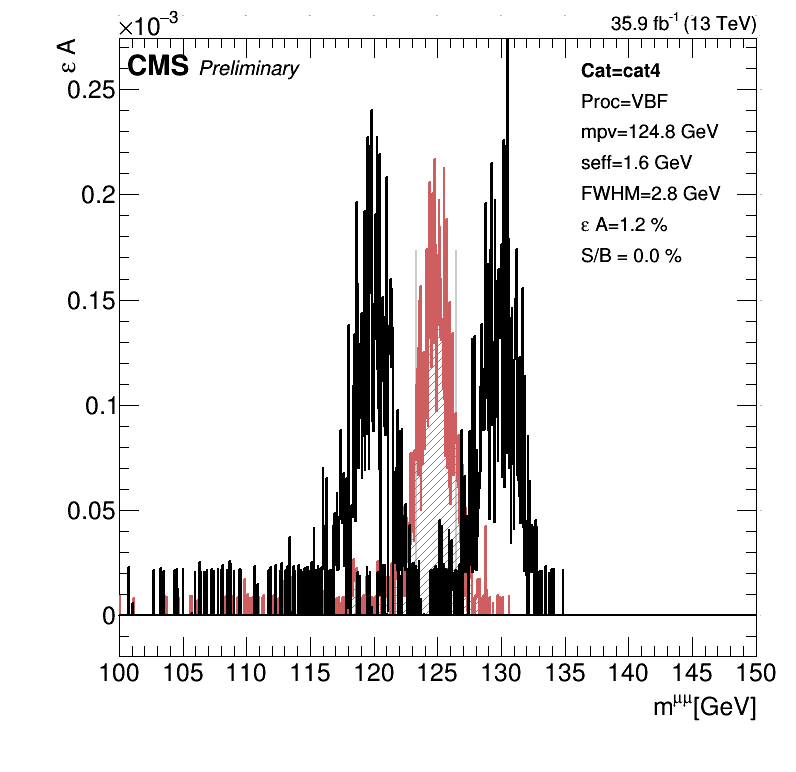 ×10⁻³
35.9 fb⁻¹ (13 TeV)
ε A
CMS Preliminary
Cat=cat4
Proc=VBF
mpv=124.8 GeV
seff=1.6 GeV
FWHM=2.8 GeV
ε A=1.2 %
S/B = 0.0 %
0.25
0.2
0.15
0.1
0.05
0
100 105 110 115 120 125 130 135 140 145 150
m^μμ[GeV]